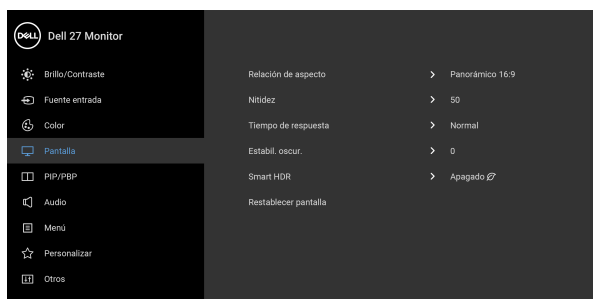 DELL Dell 27 Monitor
Brillo/Contraste
Fuente entrada
Color
Pantalla
PIP/PBP
Audio
Menú
Personalizar
Otros
Relación de aspecto > Panorámico 16:9
Nitidez > 50
Tiempo de respuesta > Normal
Estabil. oscur. > 0
Smart HDR > Apagado
Restablecer pantalla